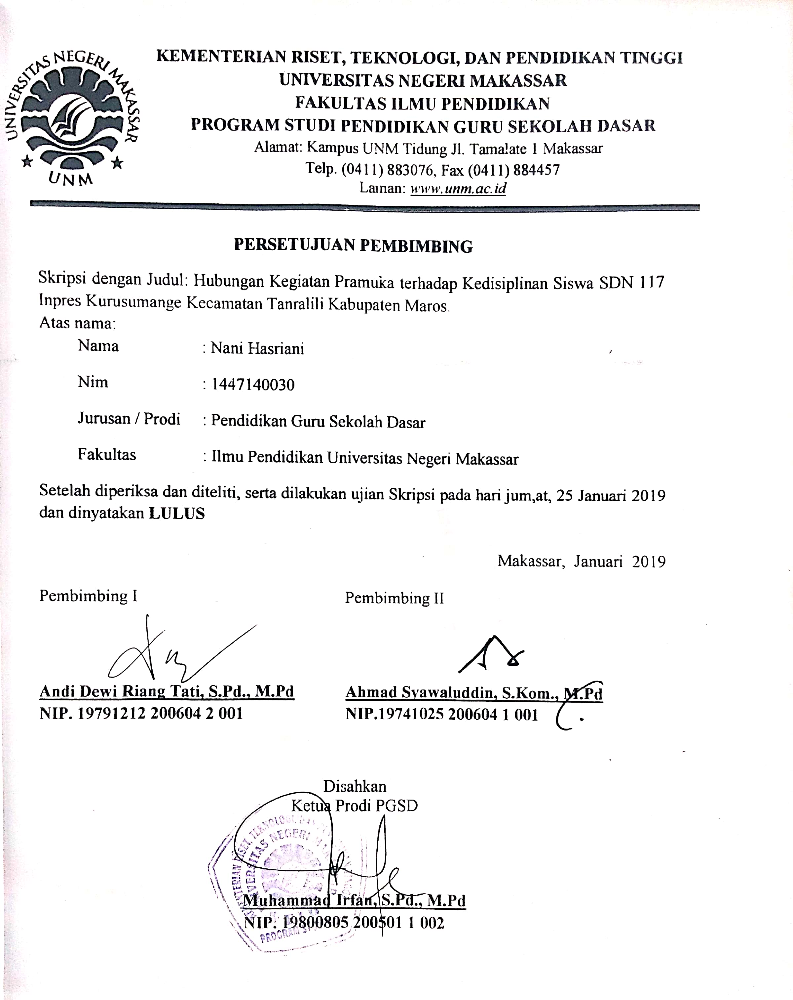 UNIVERSITAS NEGERI MAKASSAR
UNM
KEMENTERIAN RISET, TEKNOLOGI, DAN PENDIDIKAN TINGGI
UNIVERSITAS NEGERI MAKASSAR
FAKULTAS ILMU PENDIDIKAN
PROGRAM STUDI PENDIDIKAN GURU SEKOLAH DASAR
Alamat: Kampus UNM Tidung Jl. Tamalate 1 Makassar
Telp. (0411) 883076, Fax (0411) 884457
Laman: www.unm.ac.id
PERSETUJUAN PEMBIMBING
Skripsi dengan Judul: Hubungan Kegiatan Pramuka terhadap Kedisiplinan Siswa SDN 117
Inpres Kurusumange Kecamatan Tanralili Kabupaten Maros.
Atas nama:
Nama : Nani Hasriani
Nim : 1447140030
Jurusan / Prodi : Pendidikan Guru Sekolah Dasar
Fakultas : Ilmu Pendidikan Universitas Negeri Makassar
Setelah diperiksa dan diteliti, serta dilakukan ujian Skripsi pada hari jum,at, 25 Januari 2019
dan dinyatakan LULUS
Makassar, Januari 2019
Pembimbing I Pembimbing II
Andi Dewi Riang Tati, S.Pd., M.Pd Ahmad Syawaluddin, S.Kom., M.Pd
NIP. 19791212 200604 2 001 NIP.19741025 200604 1 001
Disahkan
Ketua Prodi PGSD
RISET, TEKNOLOGI
NEGERI
Muhammad Irfan, S.Pd., M.Pd
NIP. 19800805 200501 1 002
PROGRAM